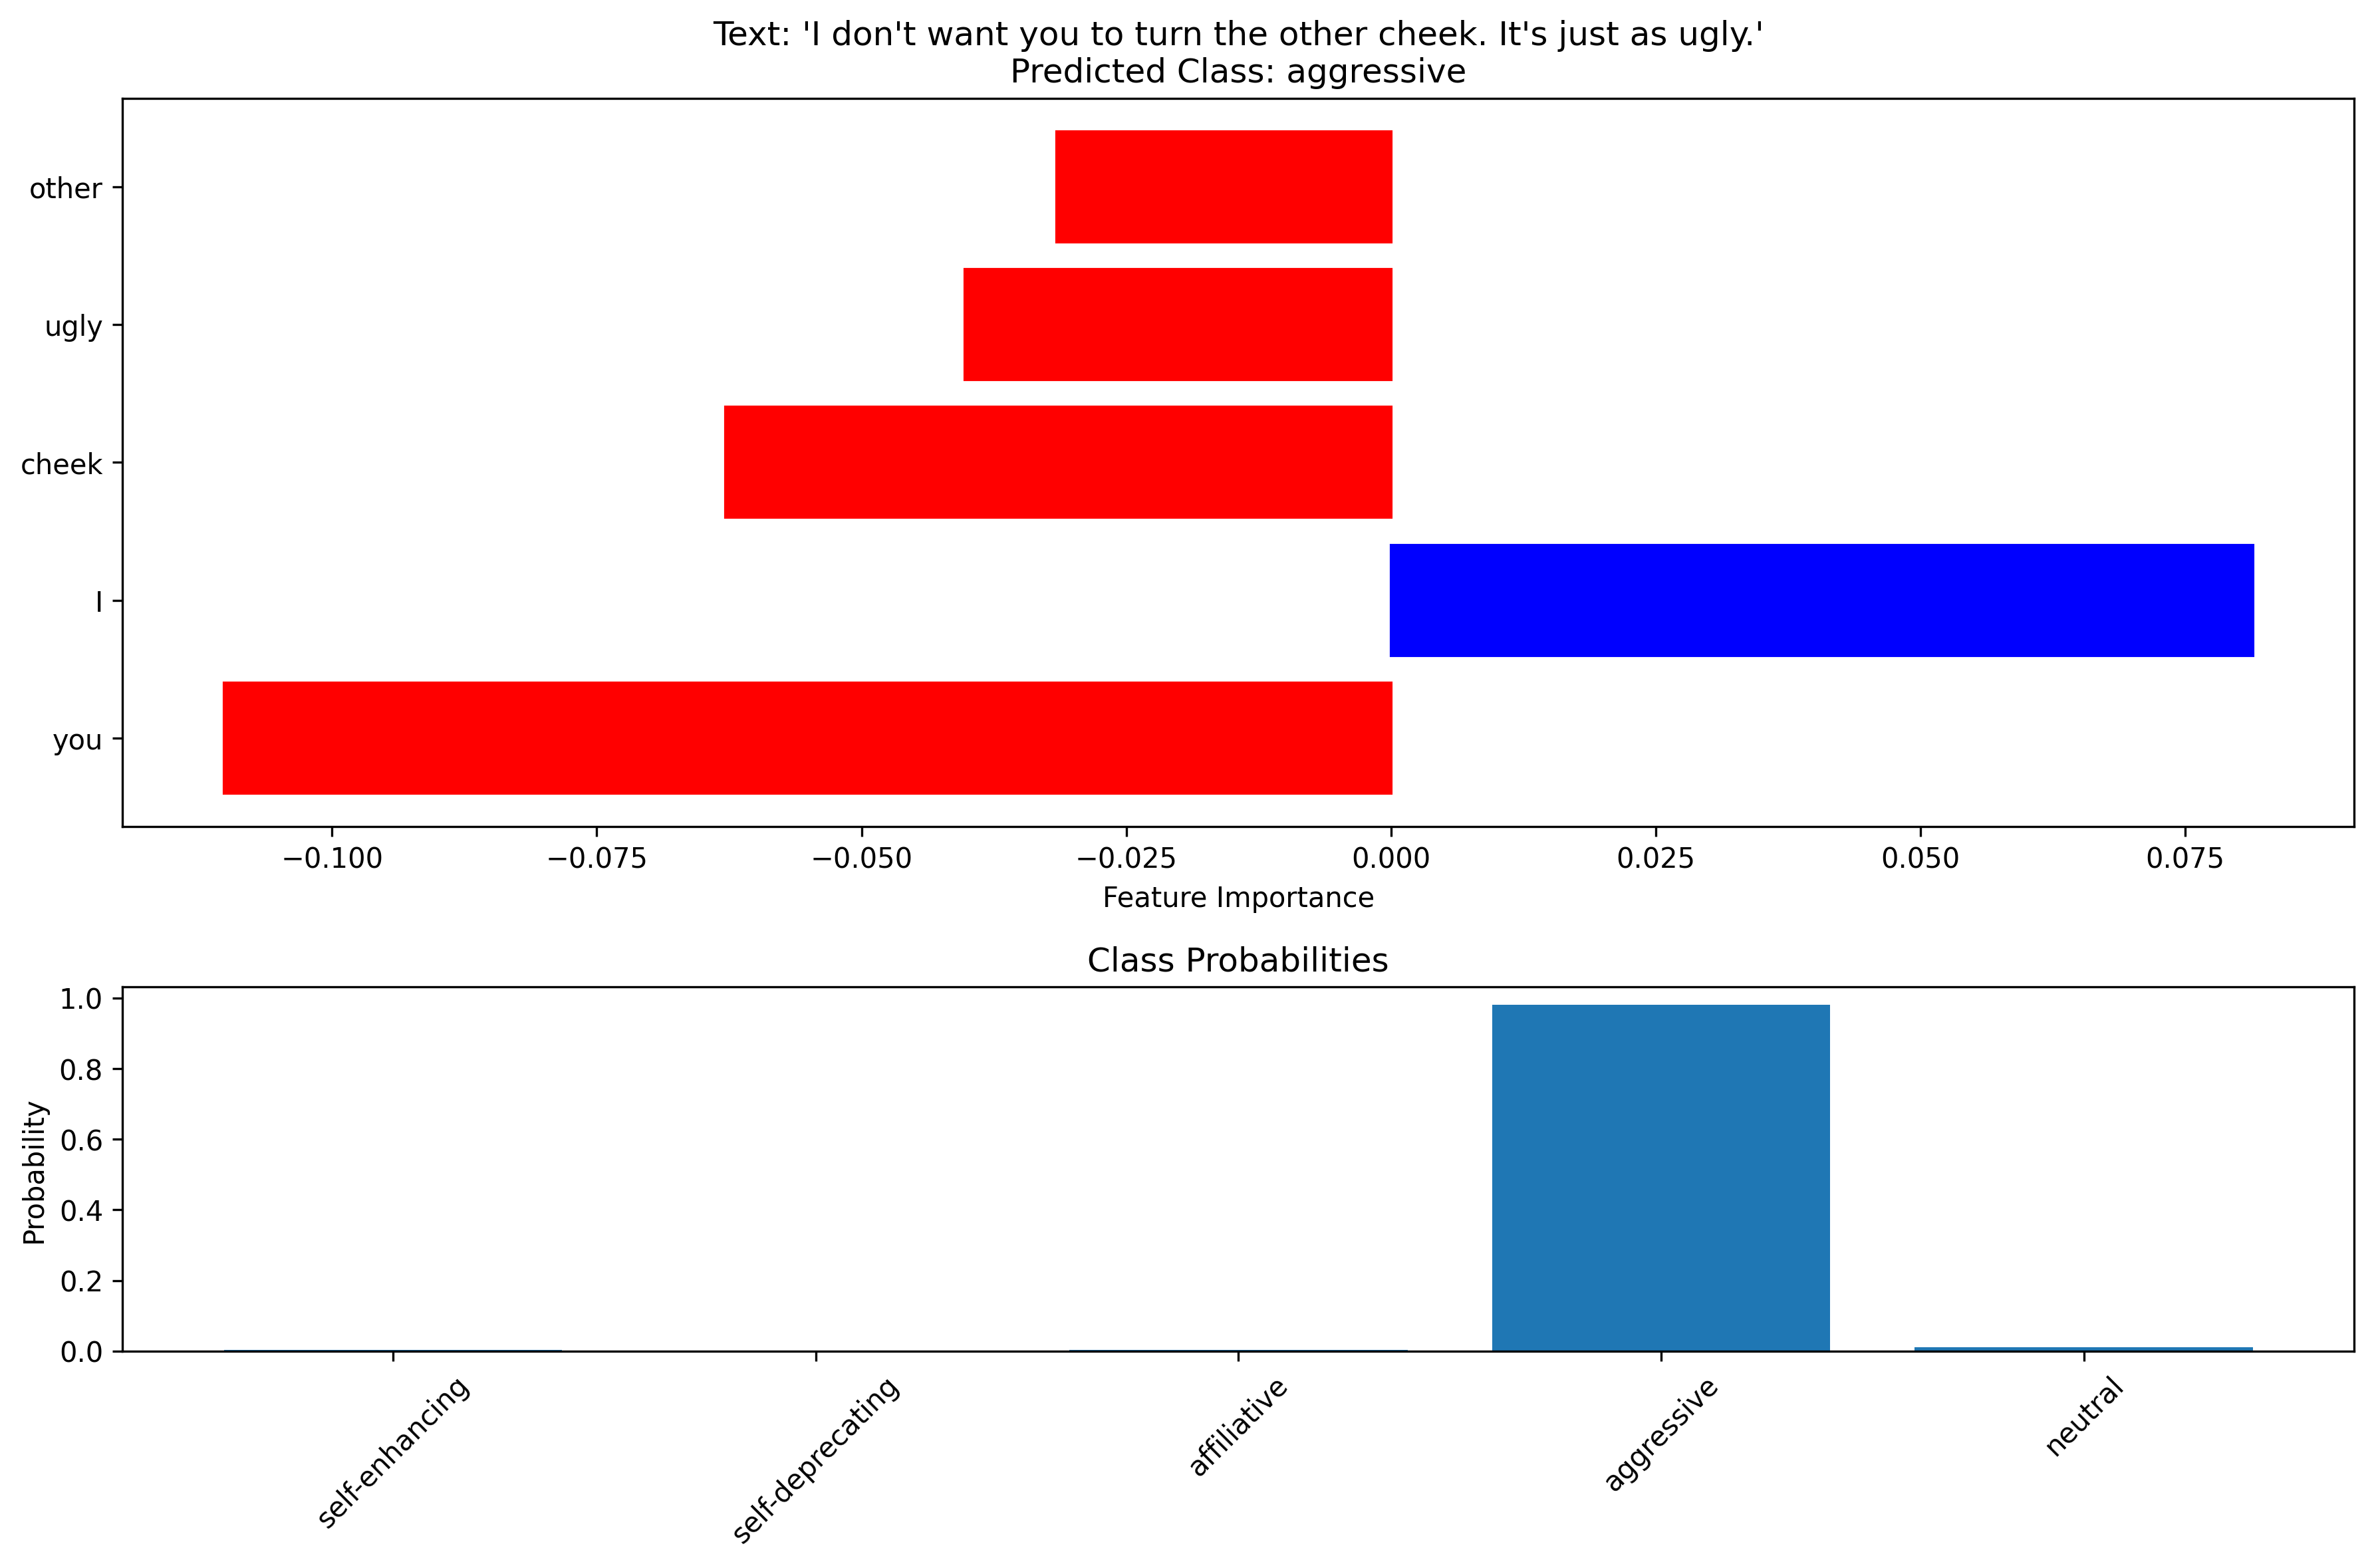 Text: 'I don't want you to turn the other cheek. It's just as ugly.'
Predicted Class: aggressive
other
ugly
cheek
I
you
−0.100 −0.075 −0.050 −0.025 0.000 0.025 0.050 0.075
Feature Importance
Class Probabilities
1.0
0.8
0.6
0.4
0.2
0.0
Probability
self-enhancing self-deprecating affiliative aggressive neutral